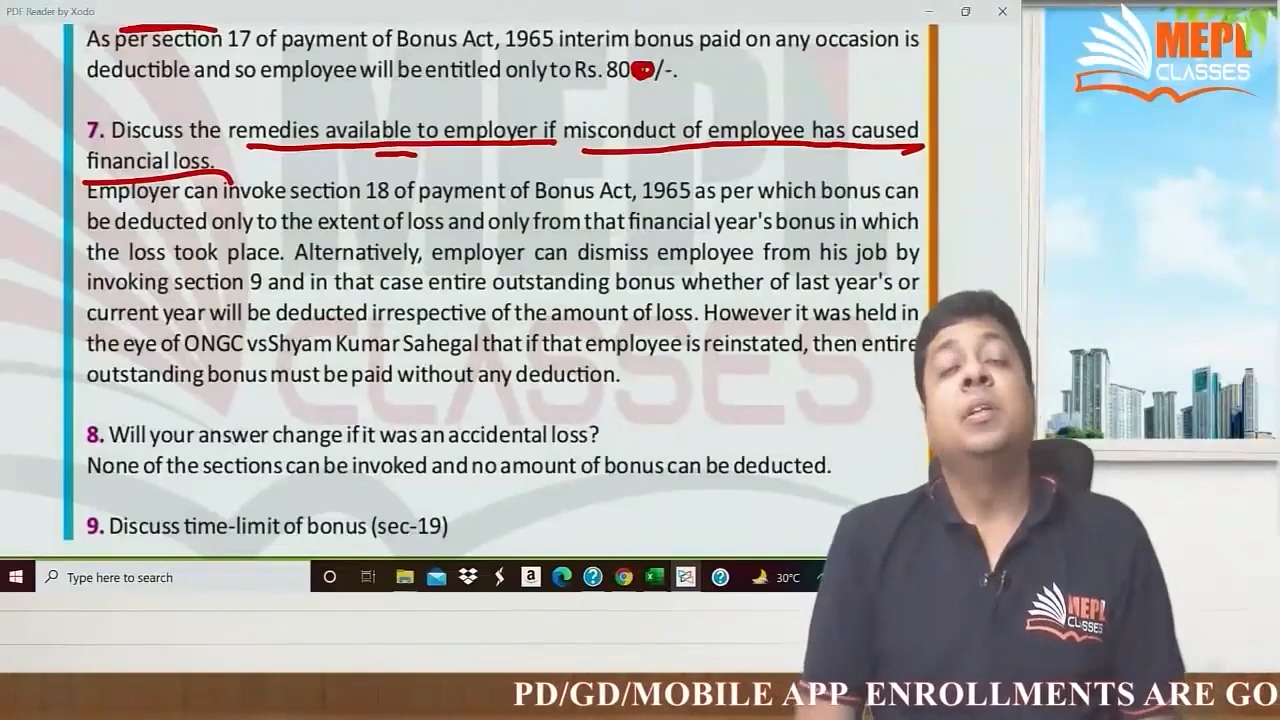 PDF Reader by Xodo
MEPL
CLASSES
As per section 17 of payment of Bonus Act, 1965 interim bonus paid on any occasion is
deductible and so employee will be entitled only to Rs. 80 /-.
7. Discuss the remedies available to employer if misconduct of employee has caused
financial loss.
Employer can invoke section 18 of payment of Bonus Act, 1965 as per which bonus can
be deducted only to the extent of loss and only from that financial year's bonus in which
the loss took place. Alternatively, employer can dismiss employee from his job by
invoking section 9 and in that case entire outstanding bonus whether of last year's or
current year will be deducted irrespective of the amount of loss. However it was held in
the eye of ONGC vsShyam Kumar Sahegal that if that employee is reinstated, then entire
outstanding bonus must be paid without any deduction.
8. Will your answer change if it was an accidental loss?
None of the sections can be invoked and no amount of bonus can be deducted.
9. Discuss time-limit of bonus (sec-19)
MEPL
CLASSES
Type here to search
30°C
MEPL
CLASSES
PD/GD/MOBILE APP ENROLLMENTS ARE GO